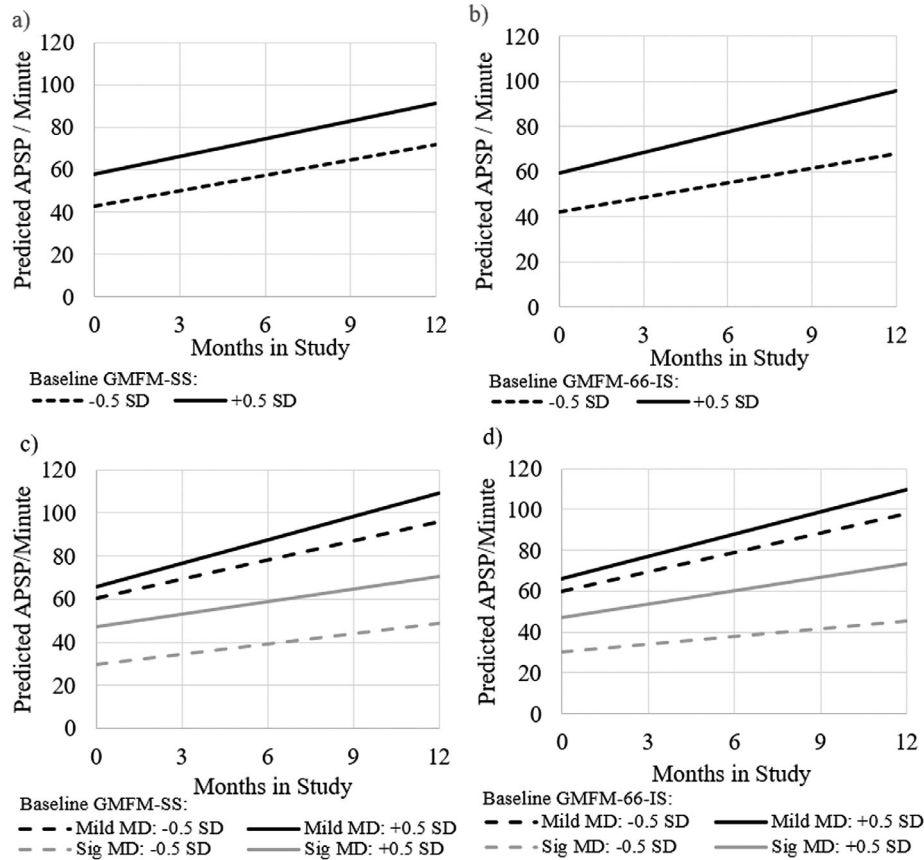 a)
120
100
80
60
40
20
0
Predicted APSP / Minute
0 3 6 9 12
Months in Study
Baseline GMFM-SS:
-0.5 SD +0.5 SD
b)
120
100
80
60
40
20
0
Predicted APSP / Minute
0 3 6 9 12
Months in Study
Baseline GMFM-66-IS:
-0.5 SD +0.5 SD
c)
120
100
80
60
40
20
0
Predicted APSP/Minute
0 3 6 9 12
Months in Study
Baseline GMFM-SS:
Mild MD: -0.5 SD Mild MD: +0.5 SD
Sig MD: -0.5 SD Sig MD: +0.5 SD
d)
120
100
80
60
40
20
0
Predicted APSP/Minute
0 3 6 9 12
Months in Study
Baseline GMFM-66-IS:
Mild MD: -0.5 SD Mild MD: +0.5 SD
Sig MD: -0.5 SD Sig MD: +0.5 SD